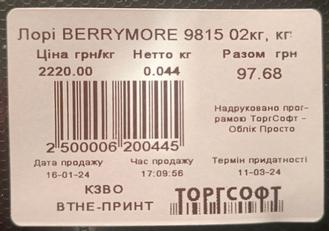 Лорі BERRYMORE 9815 02кг, кг
Ціна грн/кг Нетто кг Разом грн
2220.00 0.044 97.68
Надруковано прог-
рамою ТоргСофт -
Облік Просто
2 500006 200445
Дата продажу Час продажу Термін придатності
16-01-24 17:09:56 11-03-24
КЗВО ТОРГСОФТ
ВТНЕ-ПРИНТ